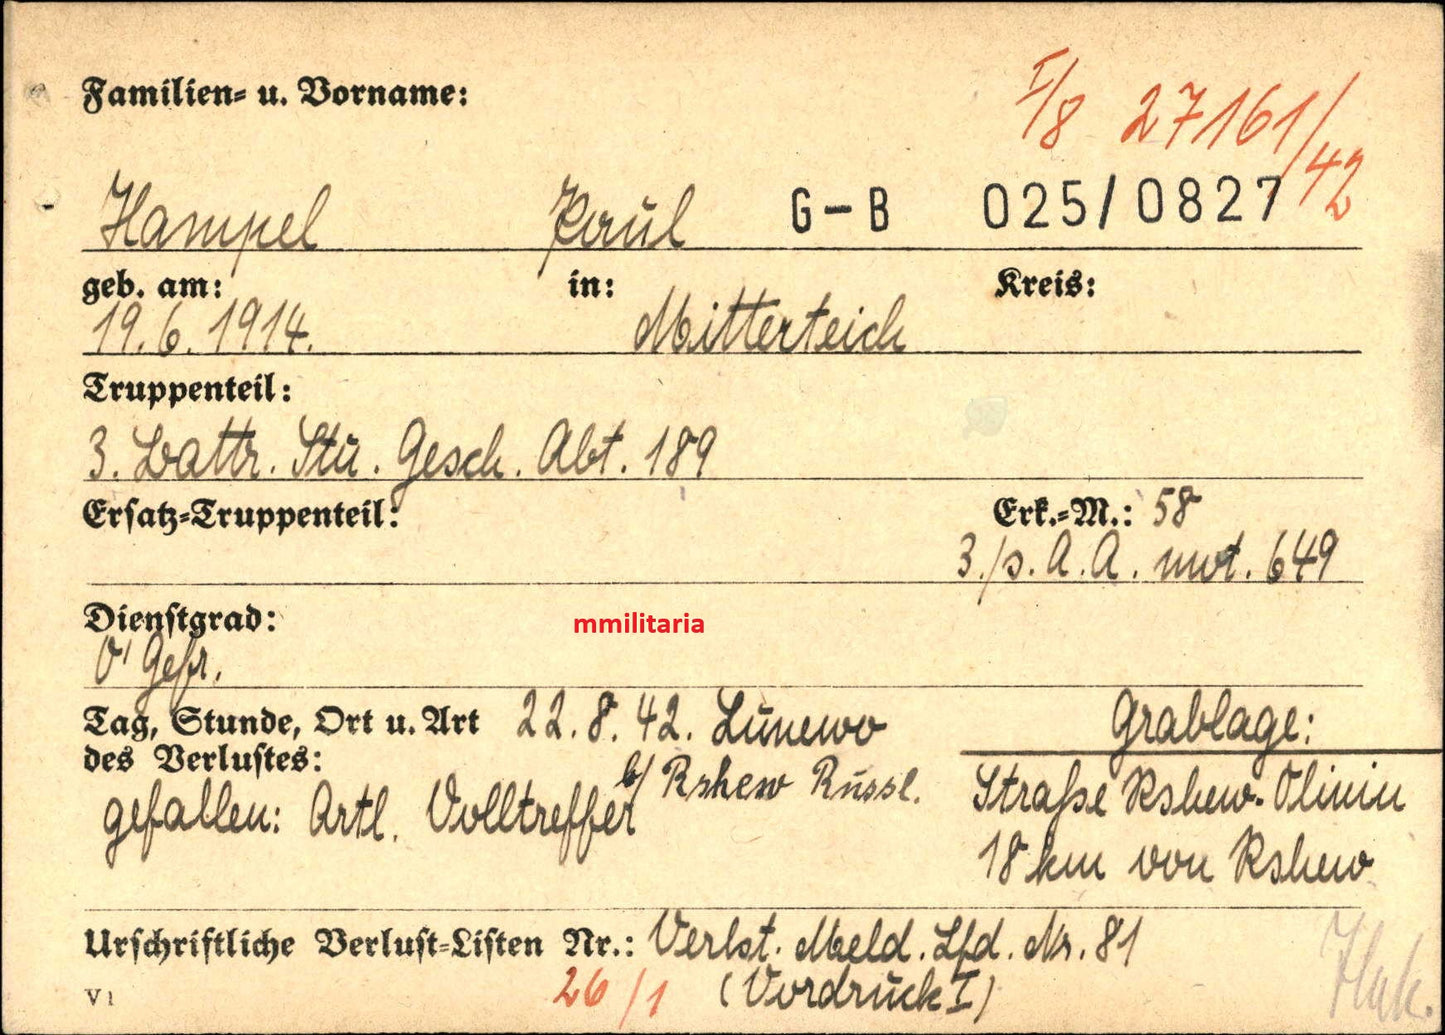 Familien= u. Vorname:
I/8 27161/42
Hampel Paul G-B 025/0827
geb. am: in: Kreis:
19.6.1914. Mitterteich
Truppenteil:
3. Battr. Stu. Gesch. Abt. 189
Ersatz=Truppenteil: Erk.=M.: 58
3./s. A. A. mot. 649
Dienstgrad:
mmilitaria
O'Gefr.
Tag, Stunde, Ort u. Art 22.8.42. Lunewo Grablage:
des Verlustes: b/ Rshew Russl. Straße Rshew-Olinin
gefallen: Artl. Volltreffer
18 km von Rshew
Urschriftliche Verlust=Listen Nr.: Verlst. Meld. Lfd. Nr. 81
26/1 (Vordruck I)
V1